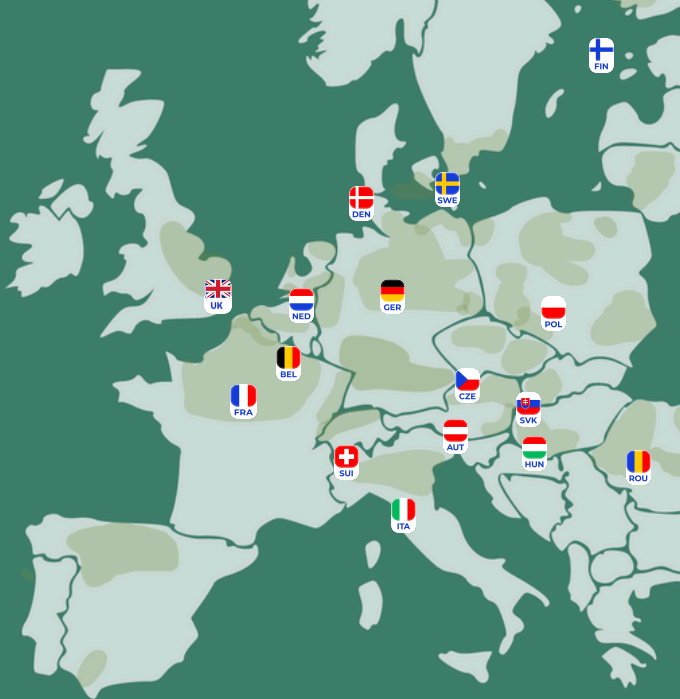 FIN
SWE
DEN
UK
NED
GER
POL
BEL
CZE
FRA
SVK
AUT
HUN
SUI
ROU
ITA